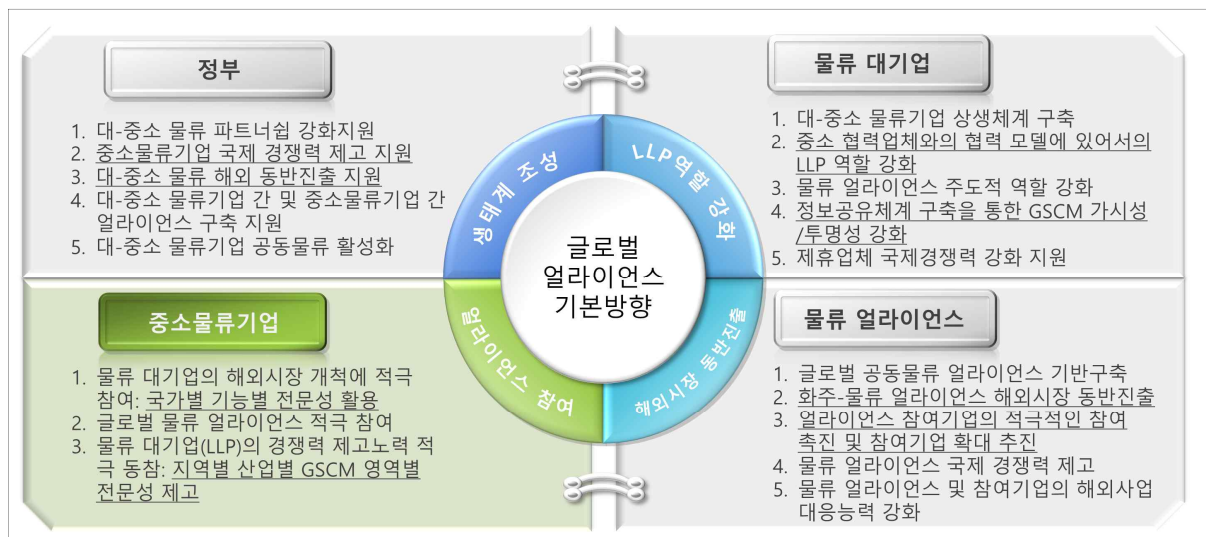 정부
1. 대-중소 물류 파트너쉽 강화지원
2. 중소물류기업 국제 경쟁력 제고 지원
3. 대-중소 물류 해외 동반진출 지원
4. 대-중소 물류기업 간 및 중소물류기업 간
얼라이언스 구축 지원
5. 대-중소 물류기업 공동물류 활성화
물류 대기업
1. 대-중소 물류기업 상생체계 구축
2. 중소 협력업체와의 협력 모델에 있어서의
LLP 역할 강화
3. 물류 얼라이언스 주도적 역할 강화
4. 정보공유체계 구축을 통한 GSCM 가시성
/투명성 강화
5. 제휴업체 국제경쟁력 강화 지원
생태계 조성
LLP역할 강화
글로벌
얼라이언스
기본방향
얼라이언스 참여
해외시장 동반진출
중소물류기업
1. 물류 대기업의 해외시장 개척에 적극
참여: 국가별 기능별 전문성 활용
2. 글로벌 물류 얼라이언스 적극 참여
3. 물류 대기업(LLP)의 경쟁력 제고노력 적
극 동참: 지역별 산업별 GSCM 영역별
전문성 제고
물류 얼라이언스
1. 글로벌 공동물류 얼라이언스 기반구축
2. 화주-물류 얼라이언스 해외시장 동반진출
3. 얼라이언스 참여기업의 적극적인 참여
촉진 및 참여기업 확대 추진
4. 물류 얼라이언스 국제 경쟁력 제고
5. 물류 얼라이언스 및 참여기업의 해외사업
대응능력 강화